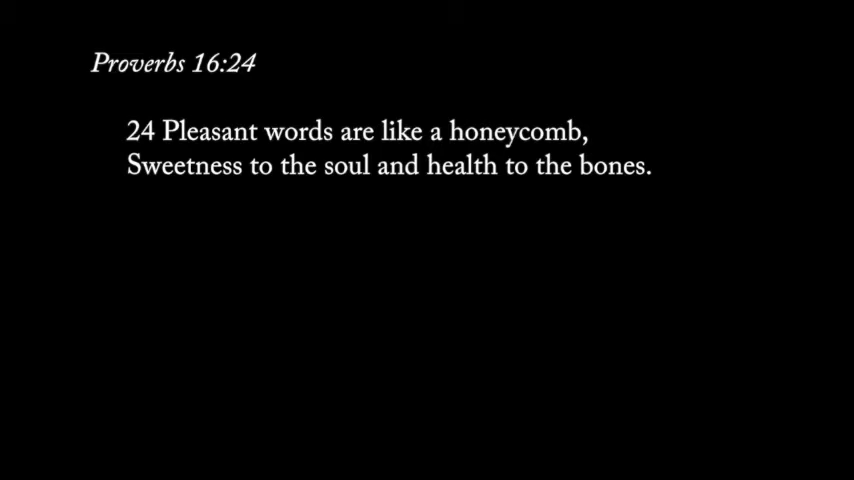 Proverbs 16:24
24 Pleasant words are like a honeycomb,
Sweetness to the soul and health to the bones.